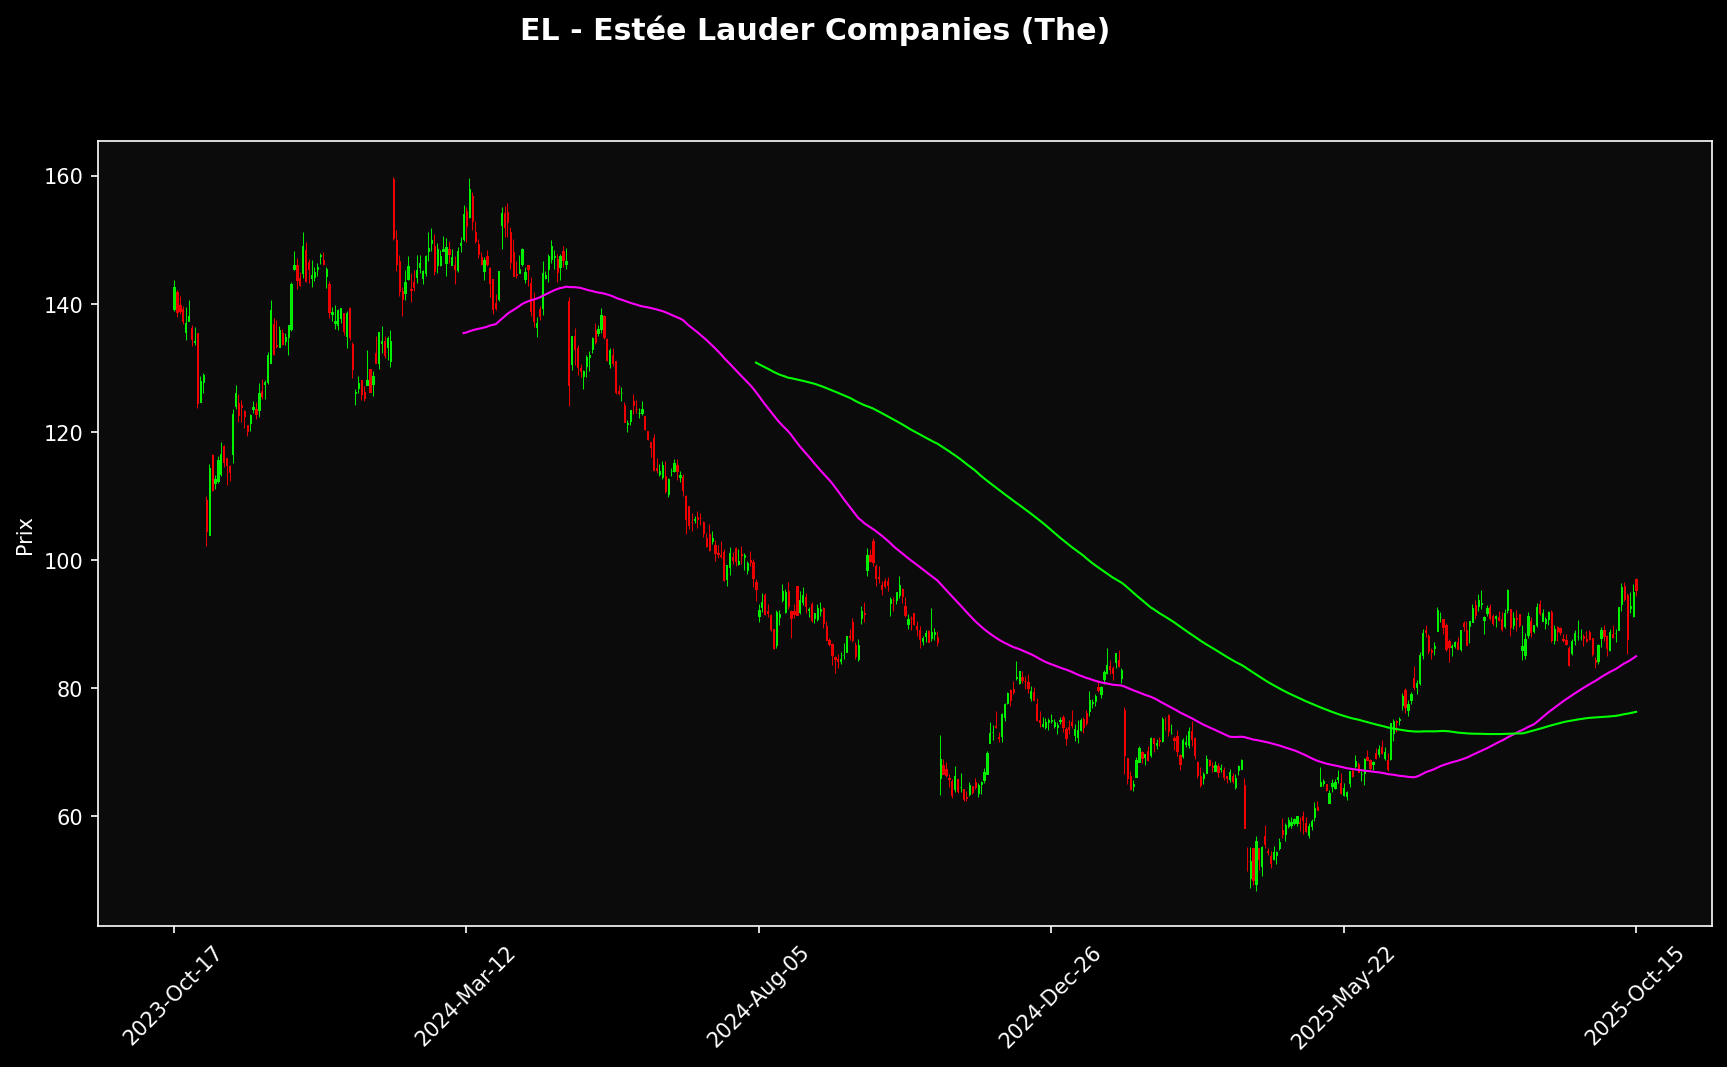 EL - Estée Lauder Companies (The)
Prix
160
140
120
100
80
60
2023-Oct-17
2024-Mar-12
2024-Aug-05
2024-Dec-26
2025-May-22
2025-Oct-15